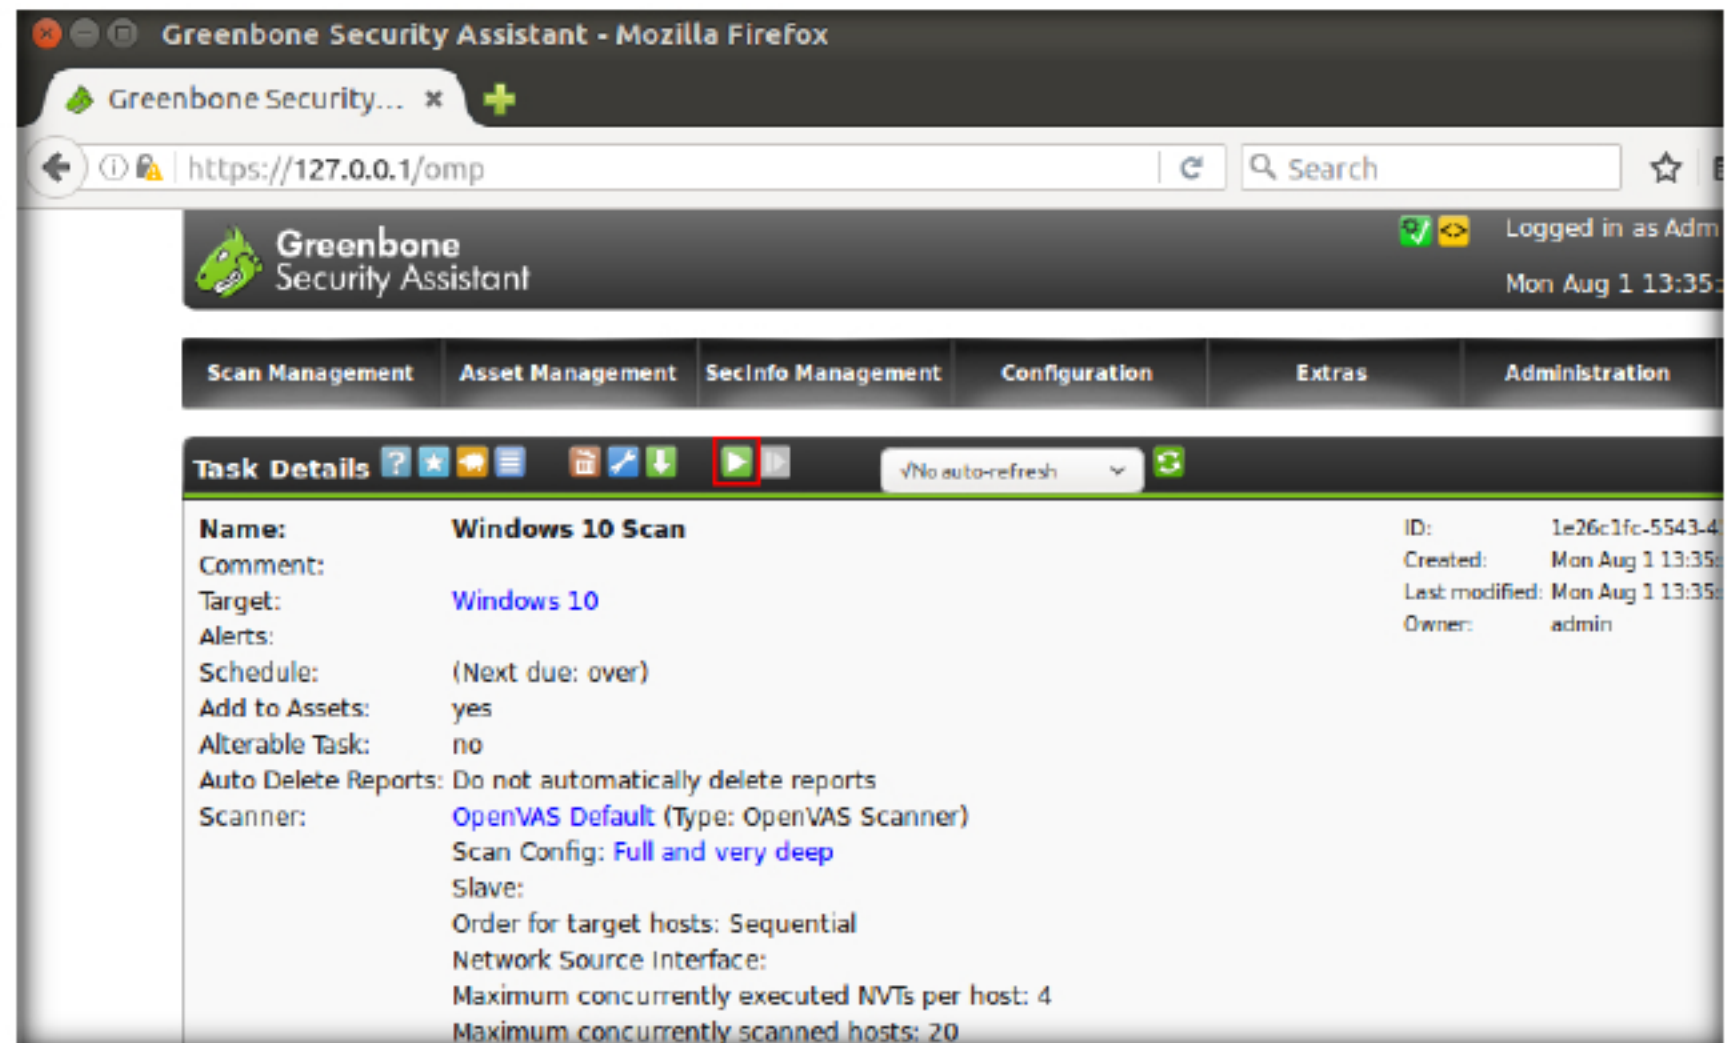 Greenbone Security Assistant - Mozilla Firefox
Greenbone Security...
https://127.0.0.1/omp
Search
Greenbone
Security Assistant
Logged in as Adm
Mon Aug 1 13:35:
Scan Management Asset Management SecInfo Management Configuration Extras Administration
Task Details
√No auto-refresh
Name: Windows 10 Scan
ID: 1e26c1fc-5543-4
Comment:
Created: Mon Aug 1 13:35:
Target: Windows 10
Last modified: Mon Aug 1 13:35:
Alerts:
Owner: admin
Schedule: (Next due: over)
Add to Assets: yes
Alterable Task: no
Auto Delete Reports: Do not automatically delete reports
Scanner: OpenVAS Default (Type: OpenVAS Scanner)
Scan Config: Full and very deep
Slave:
Order for target hosts: Sequential
Network Source Interface:
Maximum concurrently executed NVTs per host: 4
Maximum concurrently scanned hosts: 20